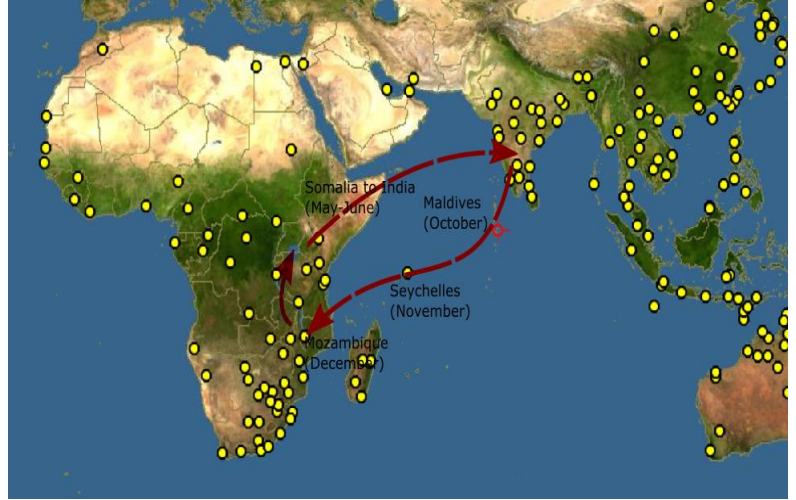 Somalia to India
(May-June)
Maldives
(October)
Seychelles
(November)
Mozambique
(December)